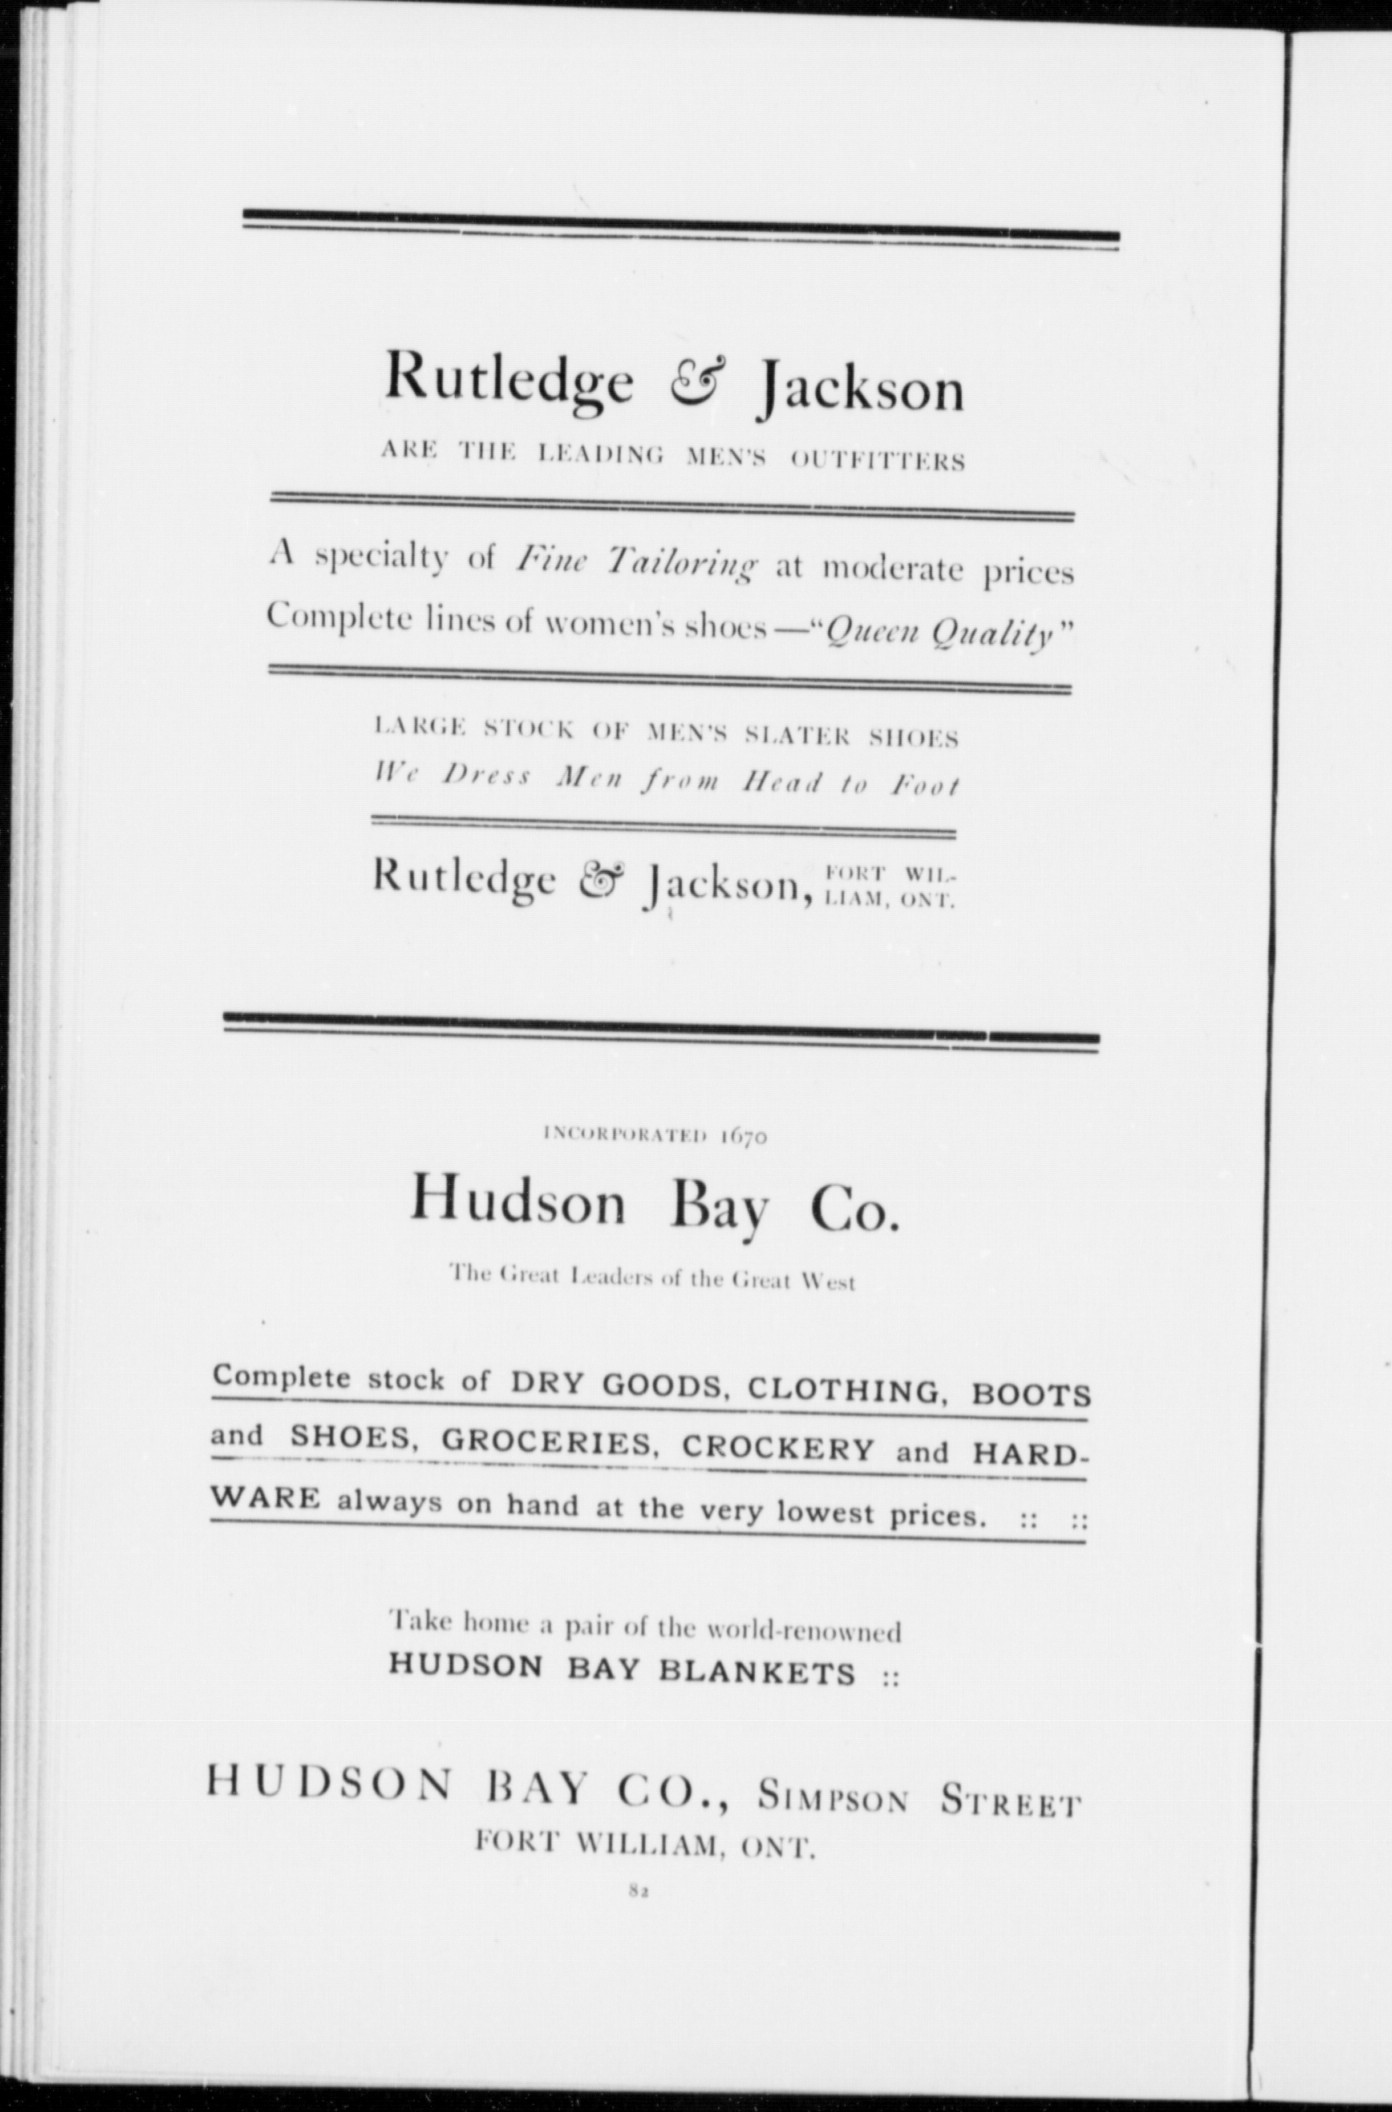 Rutledge & Jackson
ARE THE LEADING MEN'S OUTFITTERS
A specialty of Fine Tailoring at moderate prices
Complete lines of women's shoes—"Queen Quality"
LARGE STOCK OF MEN'S SLATER SHOES
We Dress Men from Head to Foot
Rutledge & Jackson, FORT WIL-
LIAM, ONT.
INCORPORATED 1670
Hudson Bay Co.
The Great Leaders of the Great West
Complete stock of DRY GOODS, CLOTHING, BOOTS
and SHOES, GROCERIES, CROCKERY and HARD-
WARE always on hand at the very lowest prices. :: ::
Take home a pair of the world-renowned
HUDSON BAY BLANKETS ::
HUDSON BAY CO., SIMPSON STREET
FORT WILLIAM, ONT.
82